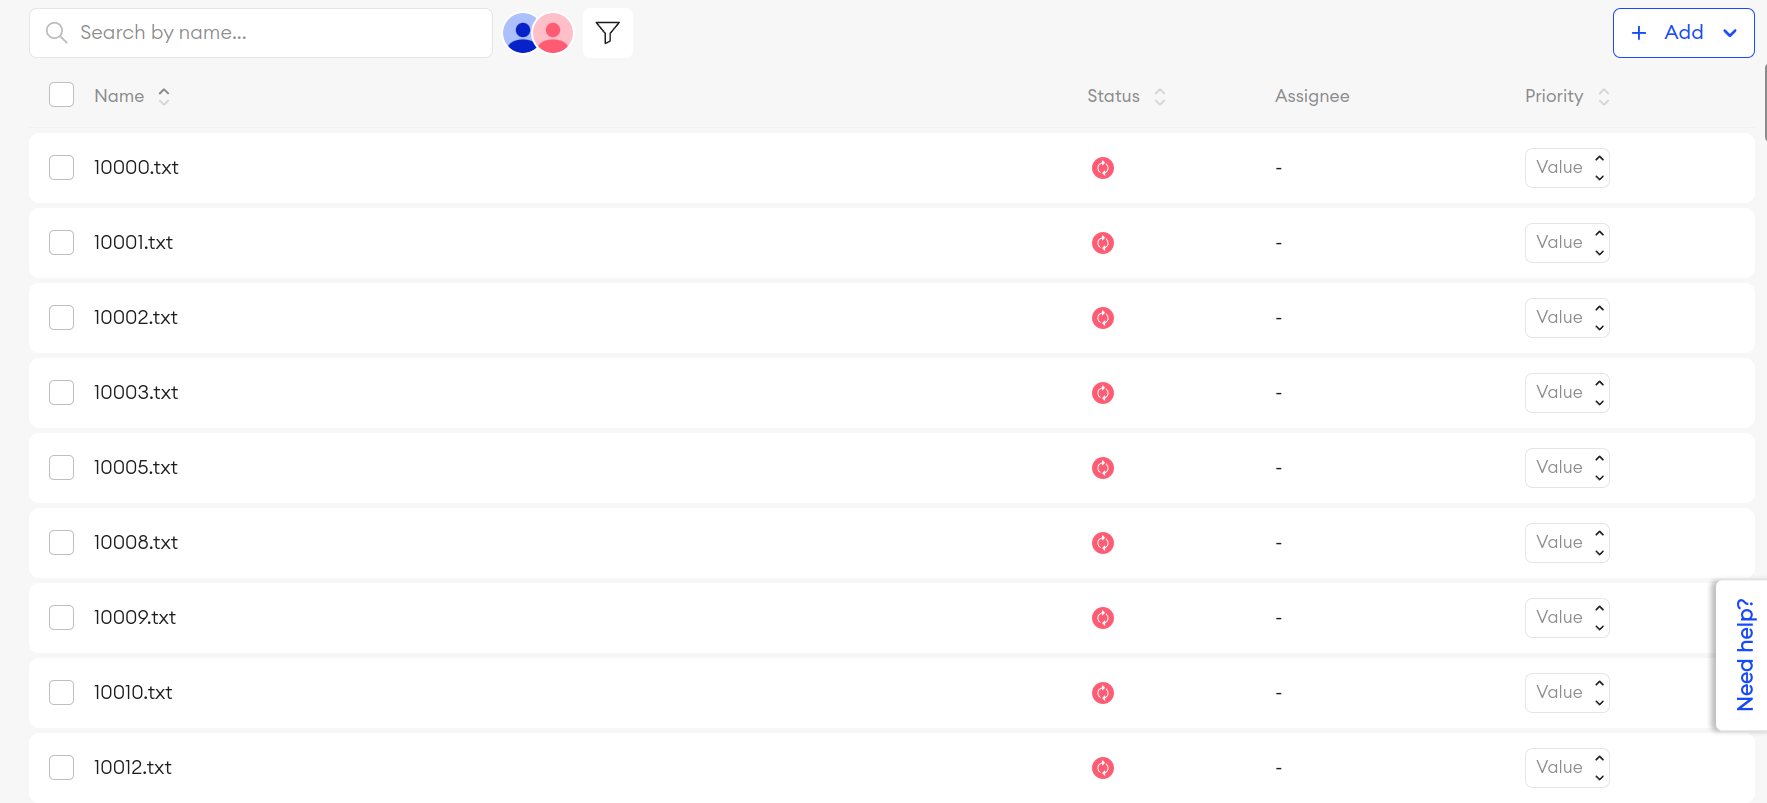 Search by name...
Add
Name Status Assignee Priority
10000.txt - Value
10001.txt - Value
10002.txt - Value
10003.txt - Value
10005.txt - Value
10008.txt - Value
10009.txt - Value
10010.txt - Value
10012.txt - Value
Need help?